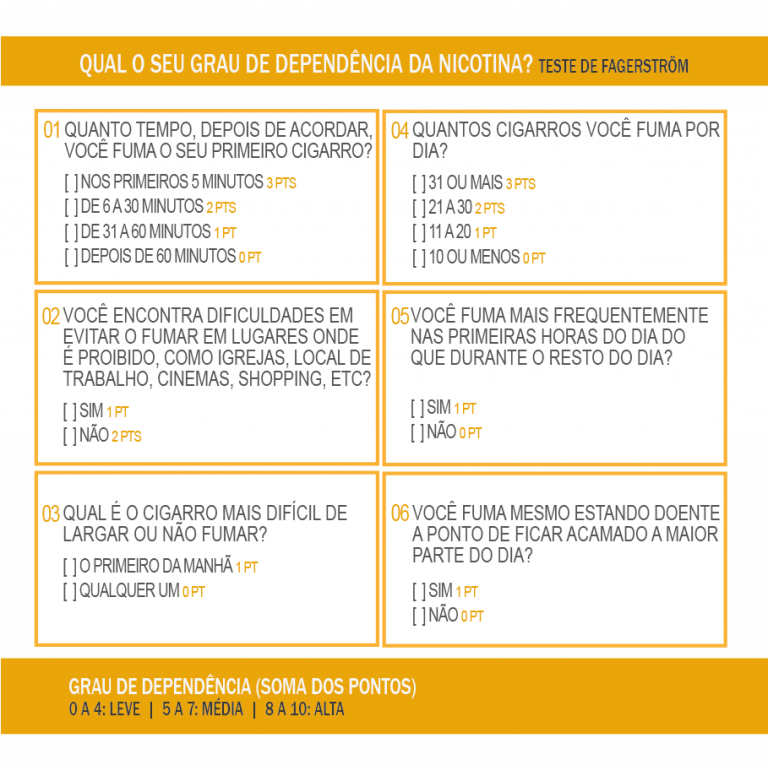 QUAL O SEU GRAU DE DEPENDÊNCIA DA NICOTINA? TESTE DE FAGERSTRÖM
01 QUANTO TEMPO, DEPOIS DE ACORDAR,
VOCÊ FUMA O SEU PRIMEIRO CIGARRO?
[ ] NOS PRIMEIROS 5 MINUTOS 3 PTS
[ ] DE 6 A 30 MINUTOS 2 PTS
[ ] DE 31 A 60 MINUTOS 1 PT
[ ] DEPOIS DE 60 MINUTOS 0 PT
02 VOCÊ ENCONTRA DIFICULDADES EM
EVITAR O FUMAR EM LUGARES ONDE
É PROIBIDO, COMO IGREJAS, LOCAL DE
TRABALHO, CINEMAS, SHOPPING, ETC?
[ ] SIM 1 PT
[ ] NÃO 2 PTS
03 QUAL É O CIGARRO MAIS DIFÍCIL DE
LARGAR OU NÃO FUMAR?
[ ] O PRIMEIRO DA MANHÃ 1 PT
[ ] QUALQUER UM 0 PT
04 QUANTOS CIGARROS VOCÊ FUMA POR
DIA?
[ ] 31 OU MAIS 3 PTS
[ ] 21 A 30 2 PTS
[ ] 11 A 20 1 PT
[ ] 10 OU MENOS 0 PT
05 VOCÊ FUMA MAIS FREQUENTEMENTE
NAS PRIMEIRAS HORAS DO DIA DO
QUE DURANTE O RESTO DO DIA?
[ ] SIM 1 PT
[ ] NÃO 0 PT
06 VOCÊ FUMA MESMO ESTANDO DOENTE
A PONTO DE FICAR ACAMADO A MAIOR
PARTE DO DIA?
[ ] SIM 1 PT
[ ] NÃO 0 PT
GRAU DE DEPENDÊNCIA (SOMA DOS PONTOS)
0 A 4: LEVE | 5 A 7: MÉDIA | 8 A 10: ALTA